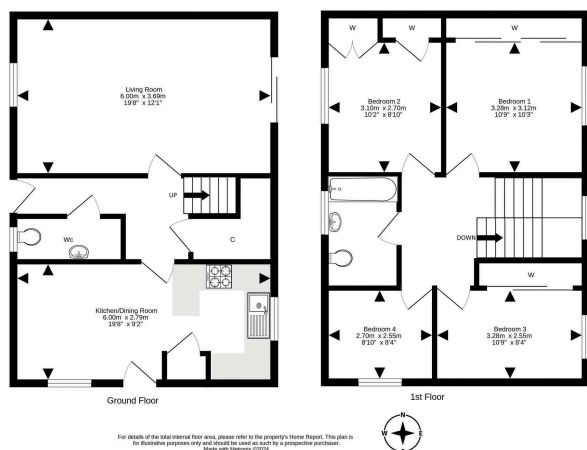 Living Room
6.00m x 3.69m
19'8" x 12'1"
UP
Wc
C
Kitchen/Dining Room
6.00m x 2.79m
19'8" x 9'2"
Ground Floor
W
W
W
Bedroom 2
3.10m x 2.70m
10'2" x 8'10"
Bedroom 1
3.28m x 3.12m
10'9" x 10'3"
DOWN
W
Bedroom 4
2.70m x 2.55m
8'10" x 8'4"
Bedroom 3
3.28m x 2.55m
10'9" x 8'4"
1st Floor
N
W
E
S
For details of the total internal floor area, please refer to the property's Home Report. This plan is
for illustrative purposes only and should be used as such by a prospective purchaser.
Made with Metropix ©2024